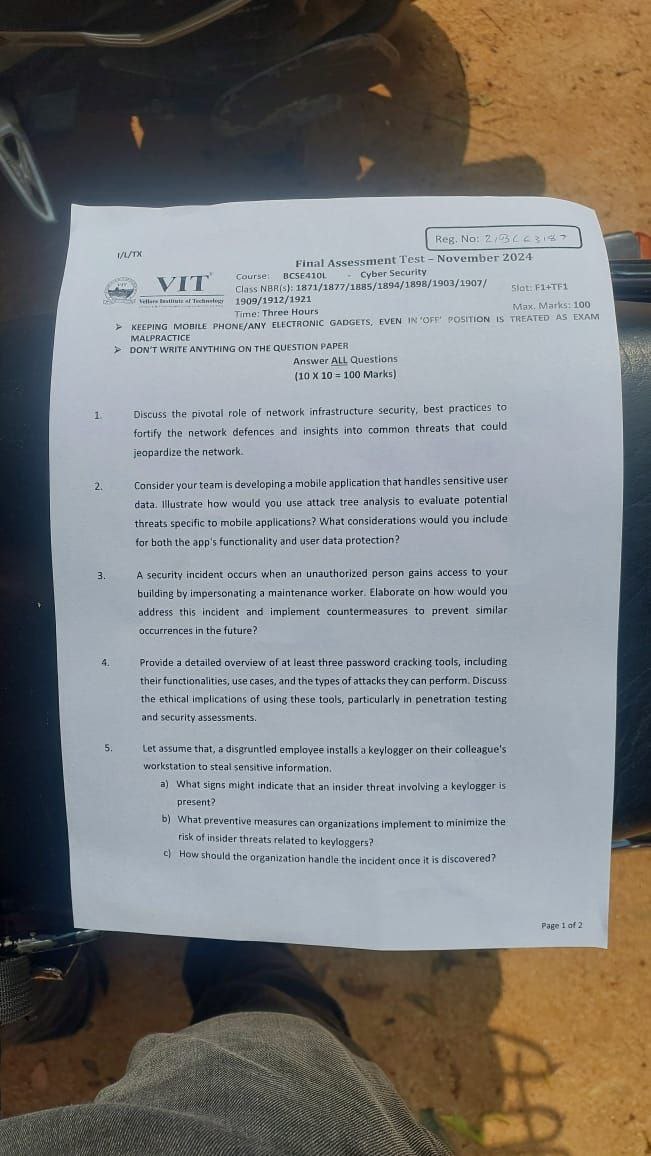 I/L/TX
Reg. No:
Final Assessment Test – November 2024
VIT
Vellore Institute of Technology
Course: BCSE410L - Cyber Security
Class NBR(s): 1871/1877/1885/1894/1898/1903/1907/
1909/1912/1921
Slot: F1+TF1
Time: Three Hours
Max. Marks: 100
➢ KEEPING MOBILE PHONE/ANY ELECTRONIC GADGETS, EVEN IN 'OFF' POSITION IS TREATED AS EXAM
MALPRACTICE
➢ DON'T WRITE ANYTHING ON THE QUESTION PAPER
Answer ALL Questions
(10 X 10 = 100 Marks)
1. Discuss the pivotal role of network infrastructure security, best practices to
fortify the network defences and insights into common threats that could
jeopardize the network.
2. Consider your team is developing a mobile application that handles sensitive user
data. Illustrate how would you use attack tree analysis to evaluate potential
threats specific to mobile applications? What considerations would you include
for both the app's functionality and user data protection?
3. A security incident occurs when an unauthorized person gains access to your
building by impersonating a maintenance worker. Elaborate on how would you
address this incident and implement countermeasures to prevent similar
occurrences in the future?
4. Provide a detailed overview of at least three password cracking tools, including
their functionalities, use cases, and the types of attacks they can perform. Discuss
the ethical implications of using these tools, particularly in penetration testing
and security assessments.
5. Let assume that, a disgruntled employee installs a keylogger on their colleague's
workstation to steal sensitive information.
a) What signs might indicate that an insider threat involving a keylogger is
present?
b) What preventive measures can organizations implement to minimize the
risk of insider threats related to keyloggers?
c) How should the organization handle the incident once it is discovered?
Page 1 of 2